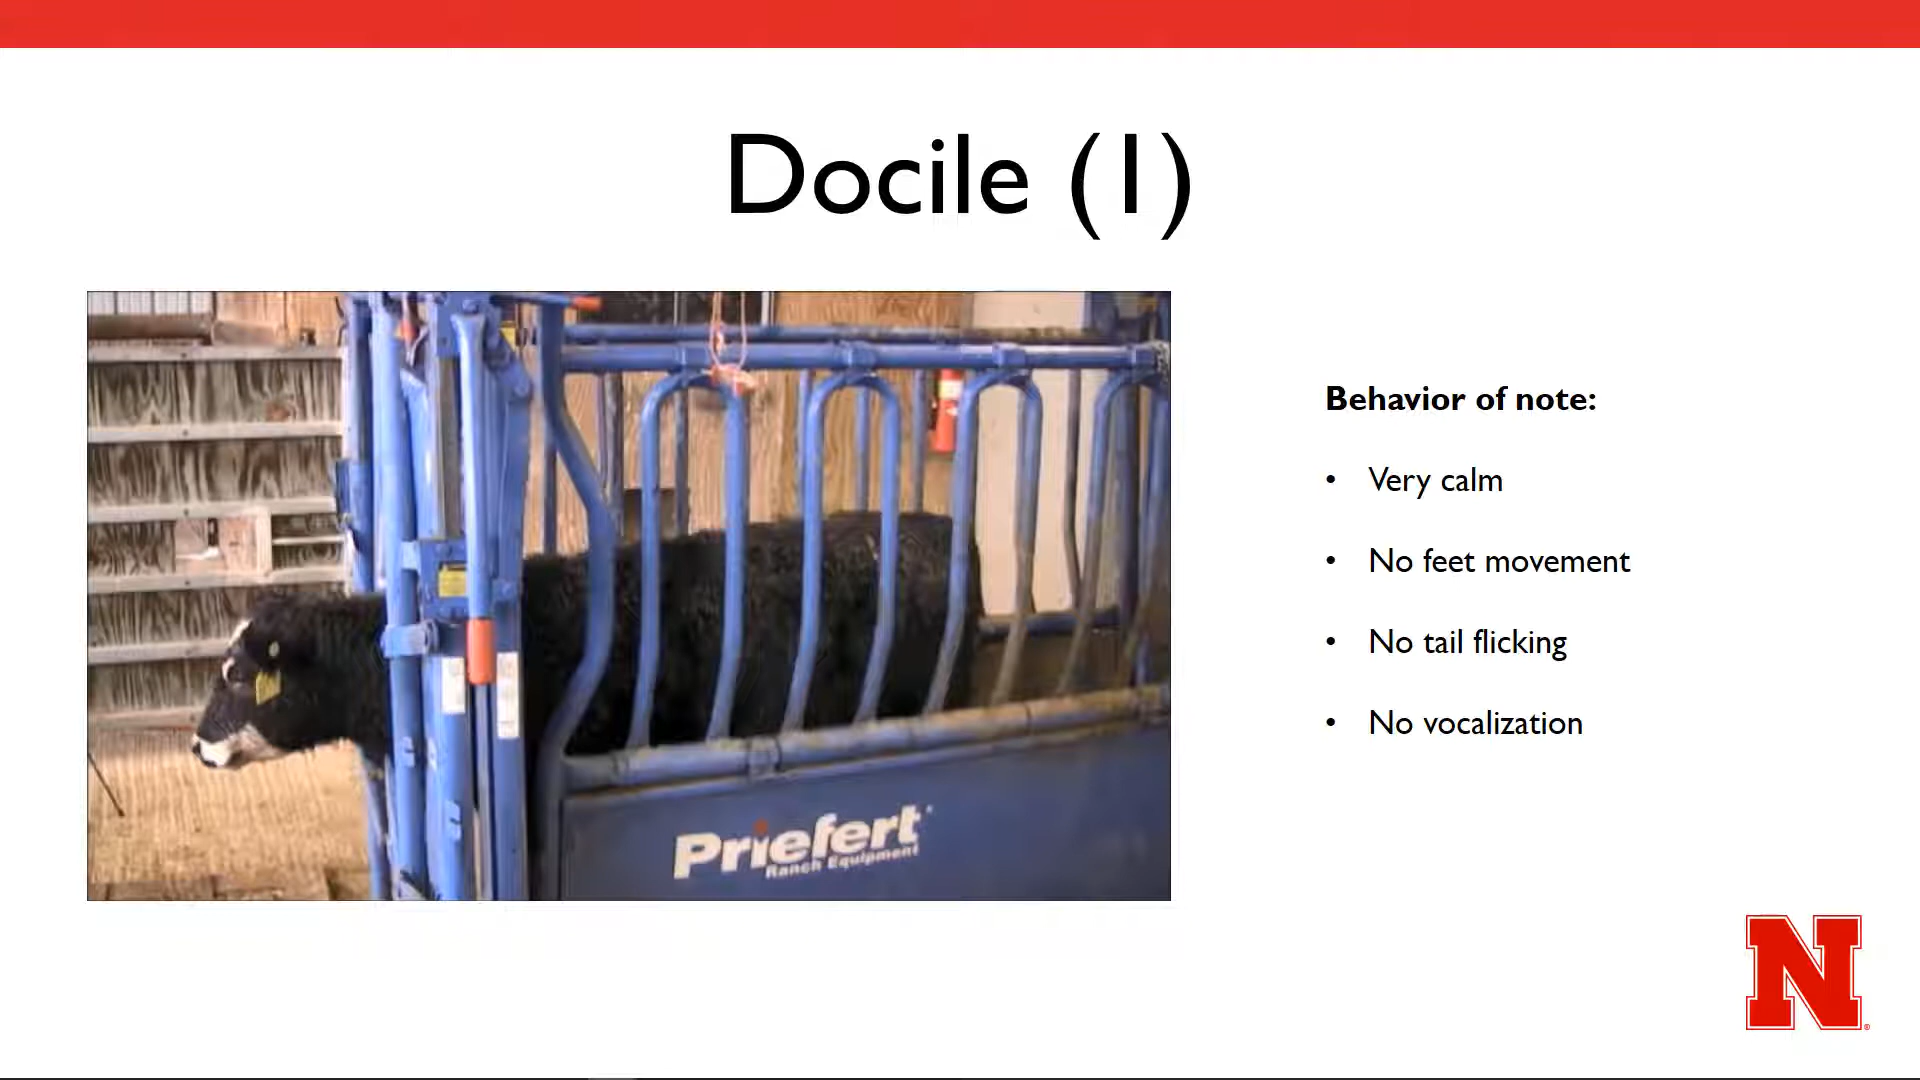 Docile (1)
Behavior of note:
• Very calm
• No feet movement
• No tail flicking
• No vocalization
Priefert
Ranch Equipment
N